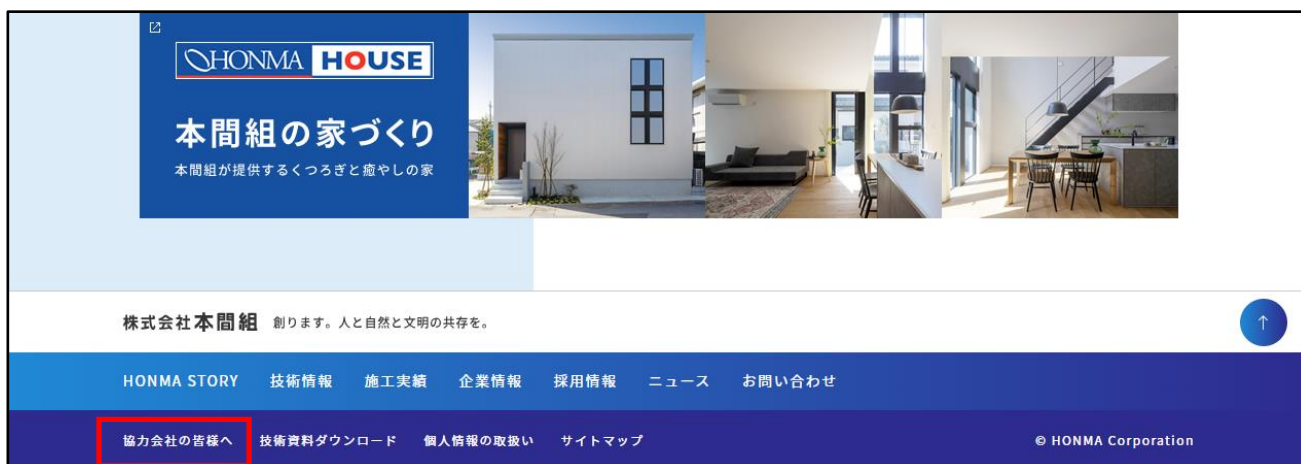 HONMA HOUSE
本間組の家づくり
本間組が提供するくつろぎと癒やしの家
株式会社本間組 創ります。人と自然と文明の共存を。
HONMA STORY 技術情報 施工実績 企業情報 採用情報 ニュース お問い合わせ
協力会社の皆様へ 技術資料ダウンロード 個人情報の取扱い サイトマップ © HONMA Corporation